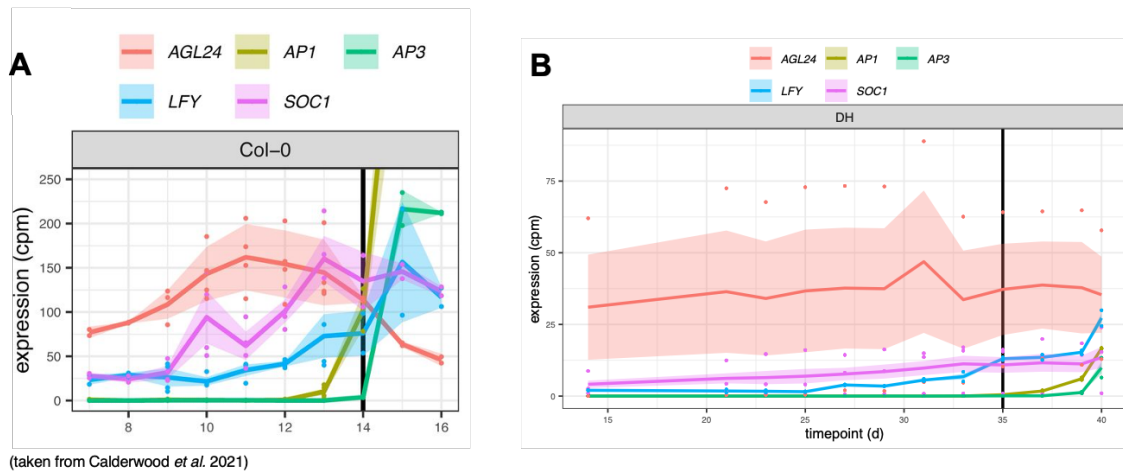 A
AGL24 AP1 AP3
LFY SOC1
Col-0
250
200
150
100
50
0
expression (cpm)
8 10 12 14 16
(taken from Calderwood et al. 2021)
B
AGL24 AP1 AP3
LFY SOC1
DH
75
50
25
0
expression (cpm)
15 20 25 30 35 40
timepoint (d)